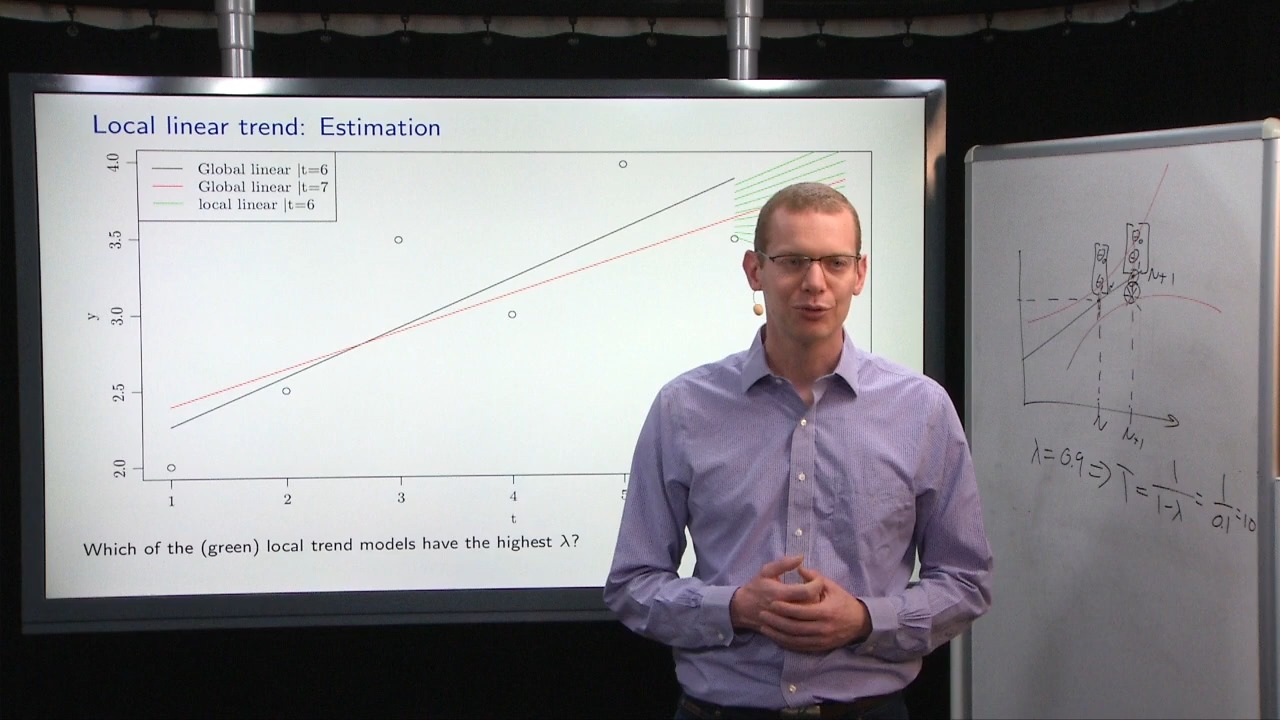 Local linear trend: Estimation
4.0
Global linear |t=6
Global linear |t=7
local linear |t=6
3.5
y
3.0
2.5
2.0
1 2 3 4
t
Which of the (green) local trend models have the highest λ?
N+1
N N+1
λ=0.9 ⇒ T = 1/(1-λ) = 1/0.1 = 10